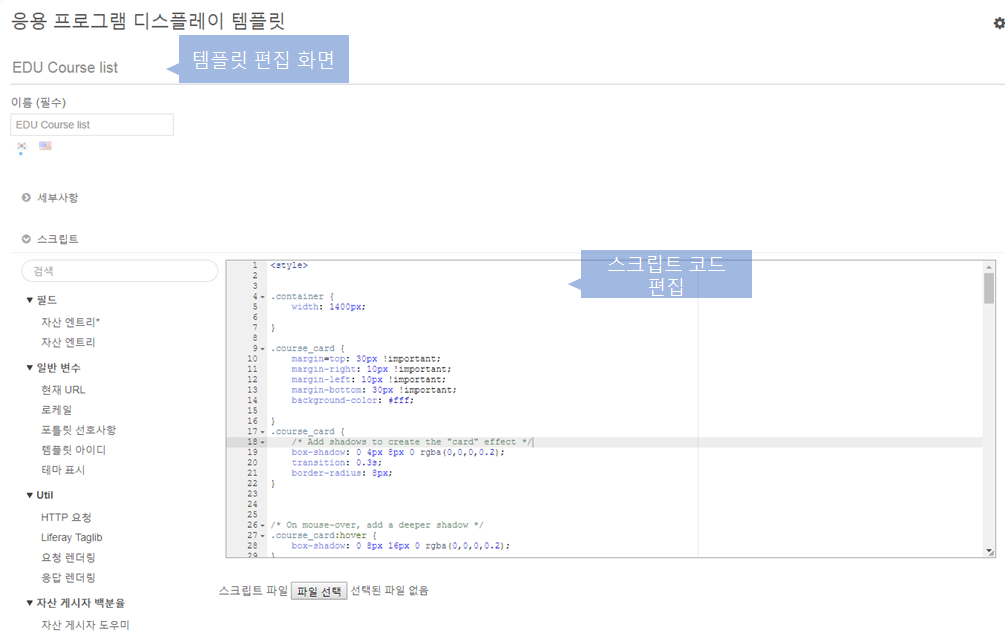 응용 프로그램 디스플레이 템플릿
EDU Course list
템플릿 편집 화면
이름 (필수)
EDU Course list
세부사항
스크립트
검색
▼ 필드
자산 엔트리*
자산 엔트리
▼ 일반 변수
현재 URL
로케일
포틀릿 선호사항
템플릿 아이디
테마 표시
▼ Util
HTTP 요청
Liferay Taglib
요청 렌더링
응답 렌더링
▼ 자산 게시자 백분율
자산 게시자 도우미
스크립트 코드
편집
1 <style>
2
3
4 .container {
5 width: 1400px;
6
7 }
8
9 .course_card {
10 margin=top: 30px !important;
11 margin-right: 10px !important;
12 margin-left: 10px !important;
13 margin-bottom: 30px !important;
14 background-color: #fff;
15
16 }
17 .course_card {
18 /* Add shadows to create the "card" effect */
19 box-shadow: 0 4px 8px 0 rgba(0,0,0,0.2);
20 transition: 0.3s;
21 border-radius: 8px;
22 }
23
24
25
26 /* On mouse-over, add a deeper shadow */
27 .course_card:hover {
28 box-shadow: 0 8px 16px 0 rgba(0,0,0,0.2);
29 }
스크립트 파일 파일 선택 선택된 파일 없음